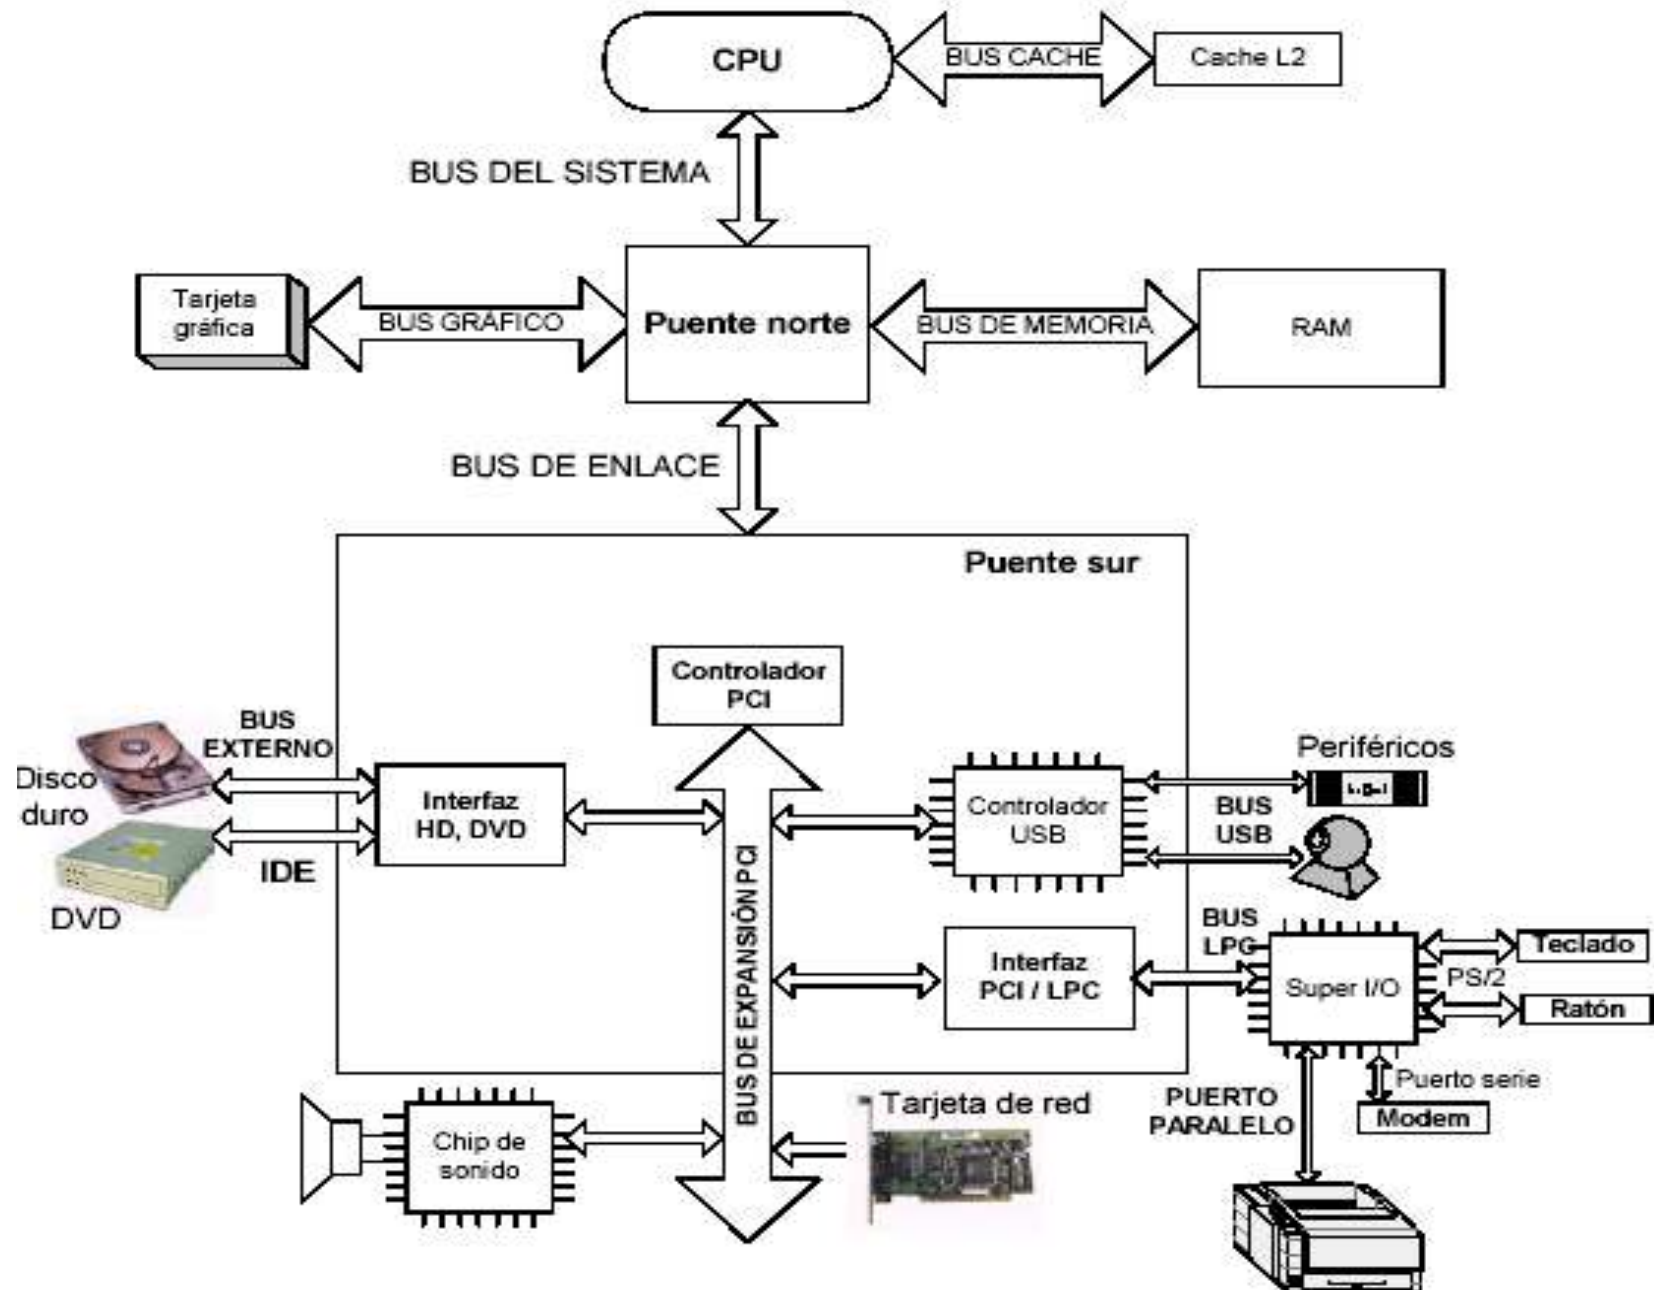 CPU
BUS CACHE
Cache L2
BUS DEL SISTEMA
Tarjeta
gráfica
BUS GRAFICO
Puente norte
BUS DE MEMORIA
RAM
BUS DE ENLACE
Puente sur
Controlador
PCI
BUS
EXTERNO
Disco
duro
Interfaz
HD, DVD
IDE
DVD
Controlador
USB
Periféricos
BUS
USB
BUS DE EXPANSIÓN PCI
Interfaz
PCI / LPC
BUS
LPC
Super I/O
Teclado
PS/2
Ratón
Puerto serie
Modem
PUERTO
PARALELO
Chip de
sonido
Tarjeta de red